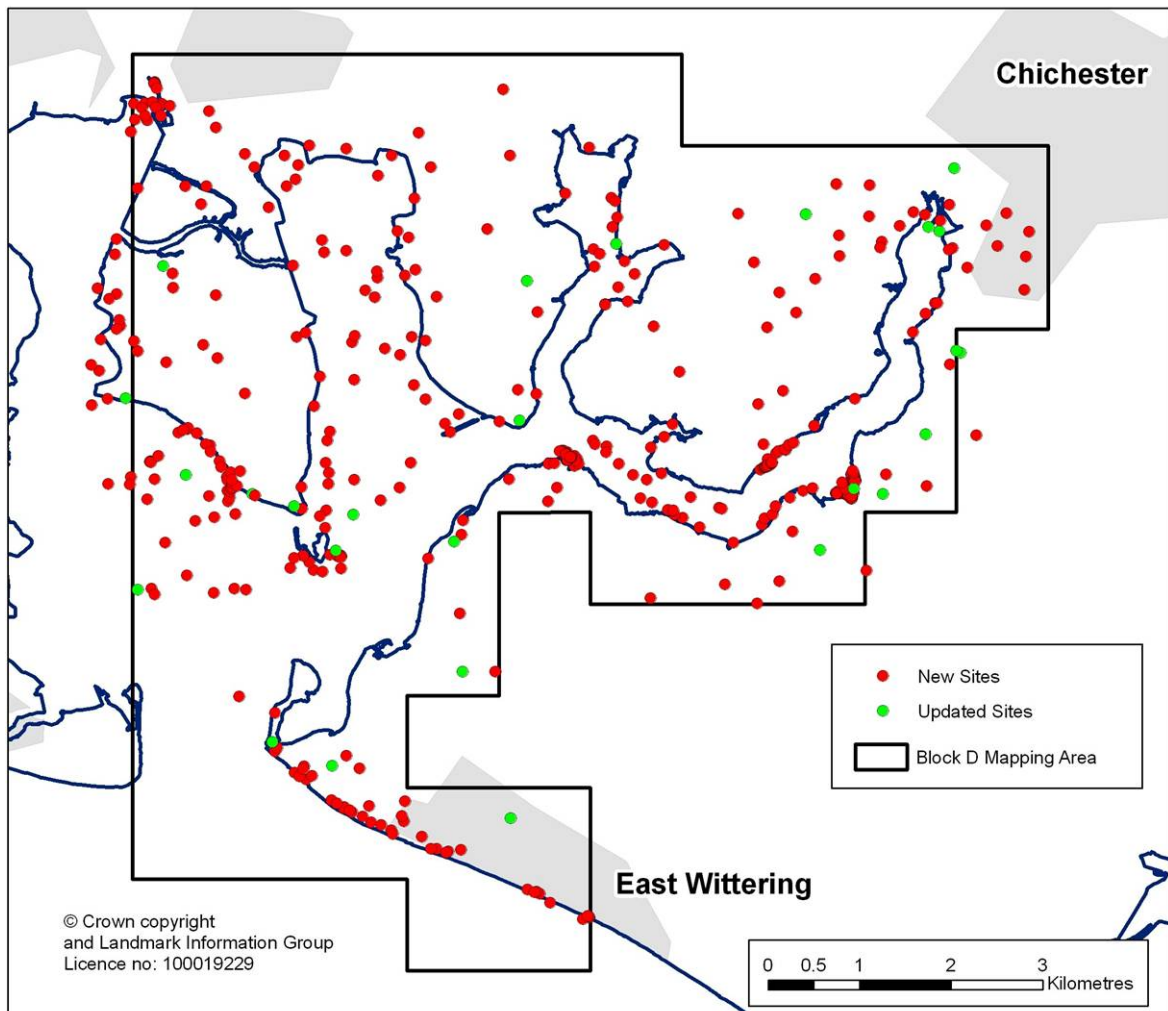 Chichester
New Sites
Updated Sites
Block D Mapping Area
East Wittering
© Crown copyright
and Landmark Information Group
Licence no: 100019229
0 0.5 1 2 3
Kilometres